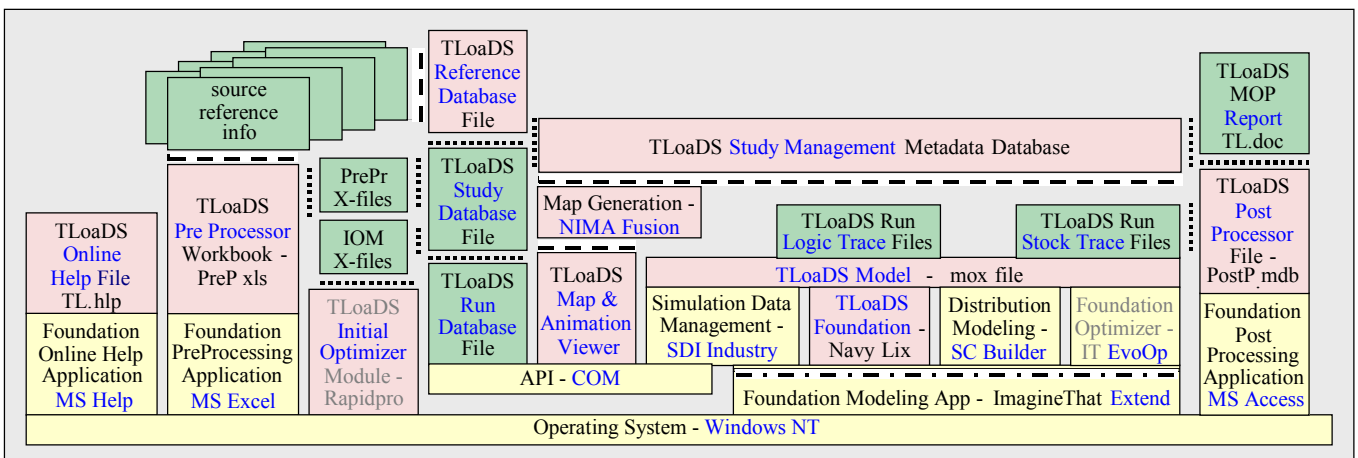 source
reference
info
TLoaDS
Reference
Database
File
TLoaDS
MOP
Report
TL.doc
TLoaDS Study Management Metadata Database
TLoaDS
Online
Help File
TL.hlp
TLoaDS
Pre Processor
Workbook -
PreP xls
PrePr
X-files
IOM
X-files
TLoaDS
Study
Database
File
Map Generation -
NIMA Fusion
TLoaDS Run
Logic Trace Files
TLoaDS Run
Stock Trace Files
TLoaDS
Post
Processor
File -
PostP.mdb
TLoaDS Model - mox file
Foundation
Online Help
Application
MS Help
Foundation
PreProcessing
Application
MS Excel
TLoaDS
Initial
Optimizer
Module -
Rapidpro
TLoaDS
Run
Database
File
TLoaDS
Map &
Animation
Viewer
Simulation Data
Management -
SDI Industry
TLoaDS
Foundation -
Navy Lix
Distribution
Modeling -
SC Builder
Foundation
Optimizer -
IT EvoOp
Foundation
Post
Processing
Application
MS Access
API - COM
Foundation Modeling App - ImagineThat Extend
Operating System - Windows NT